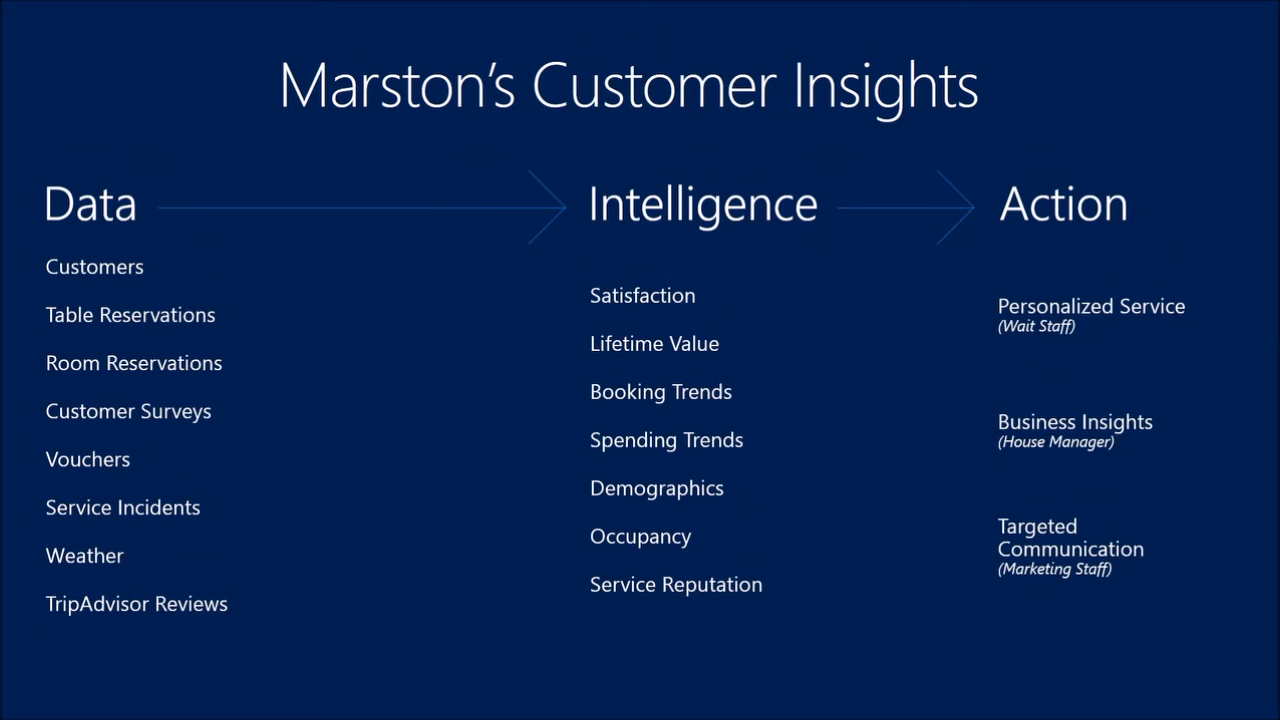 Marston’s Customer Insights
Data
Customers
Table Reservations
Room Reservations
Customer Surveys
Vouchers
Service Incidents
Weather
TripAdvisor Reviews
Intelligence
Satisfaction
Lifetime Value
Booking Trends
Spending Trends
Demographics
Occupancy
Service Reputation
Action
Personalized Service
(Wait Staff)
Business Insights
(House Manager)
Targeted
Communication
(Marketing Staff)